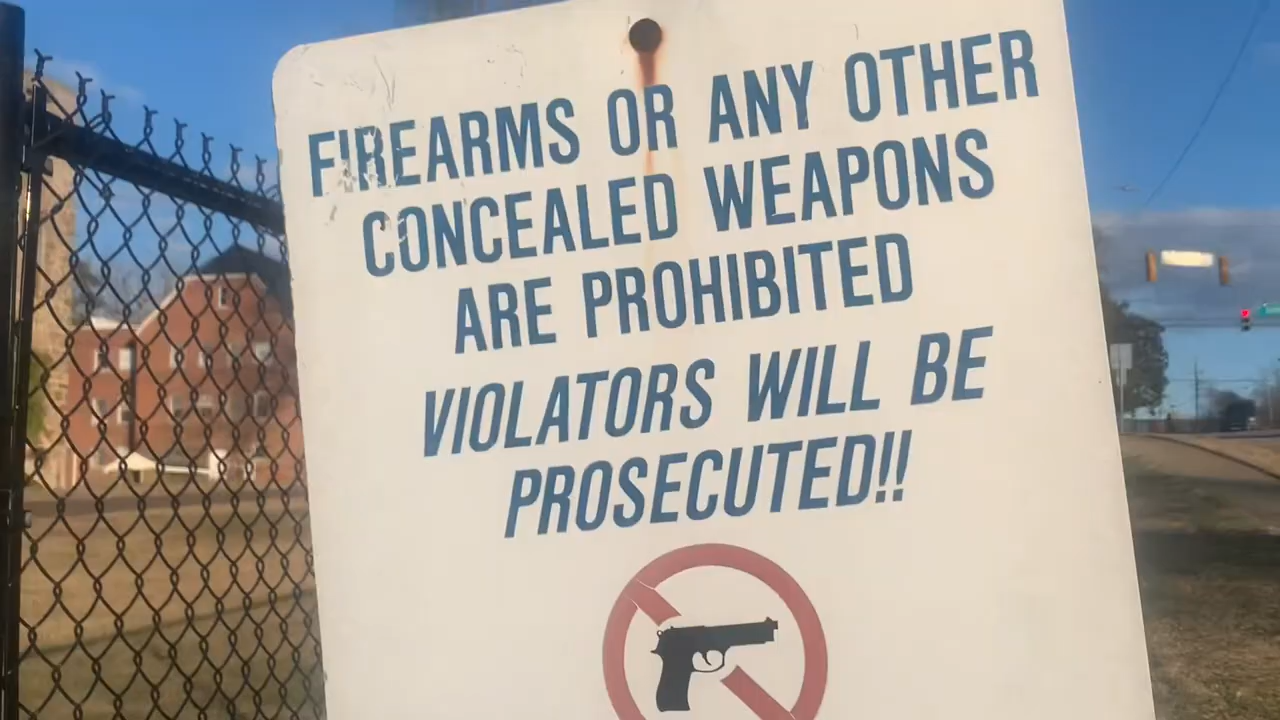 FIREARMS OR ANY OTHER
CONCEALED WEAPONS
ARE PROHIBITED
VIOLATORS WILL BE
PROSECUTED!!